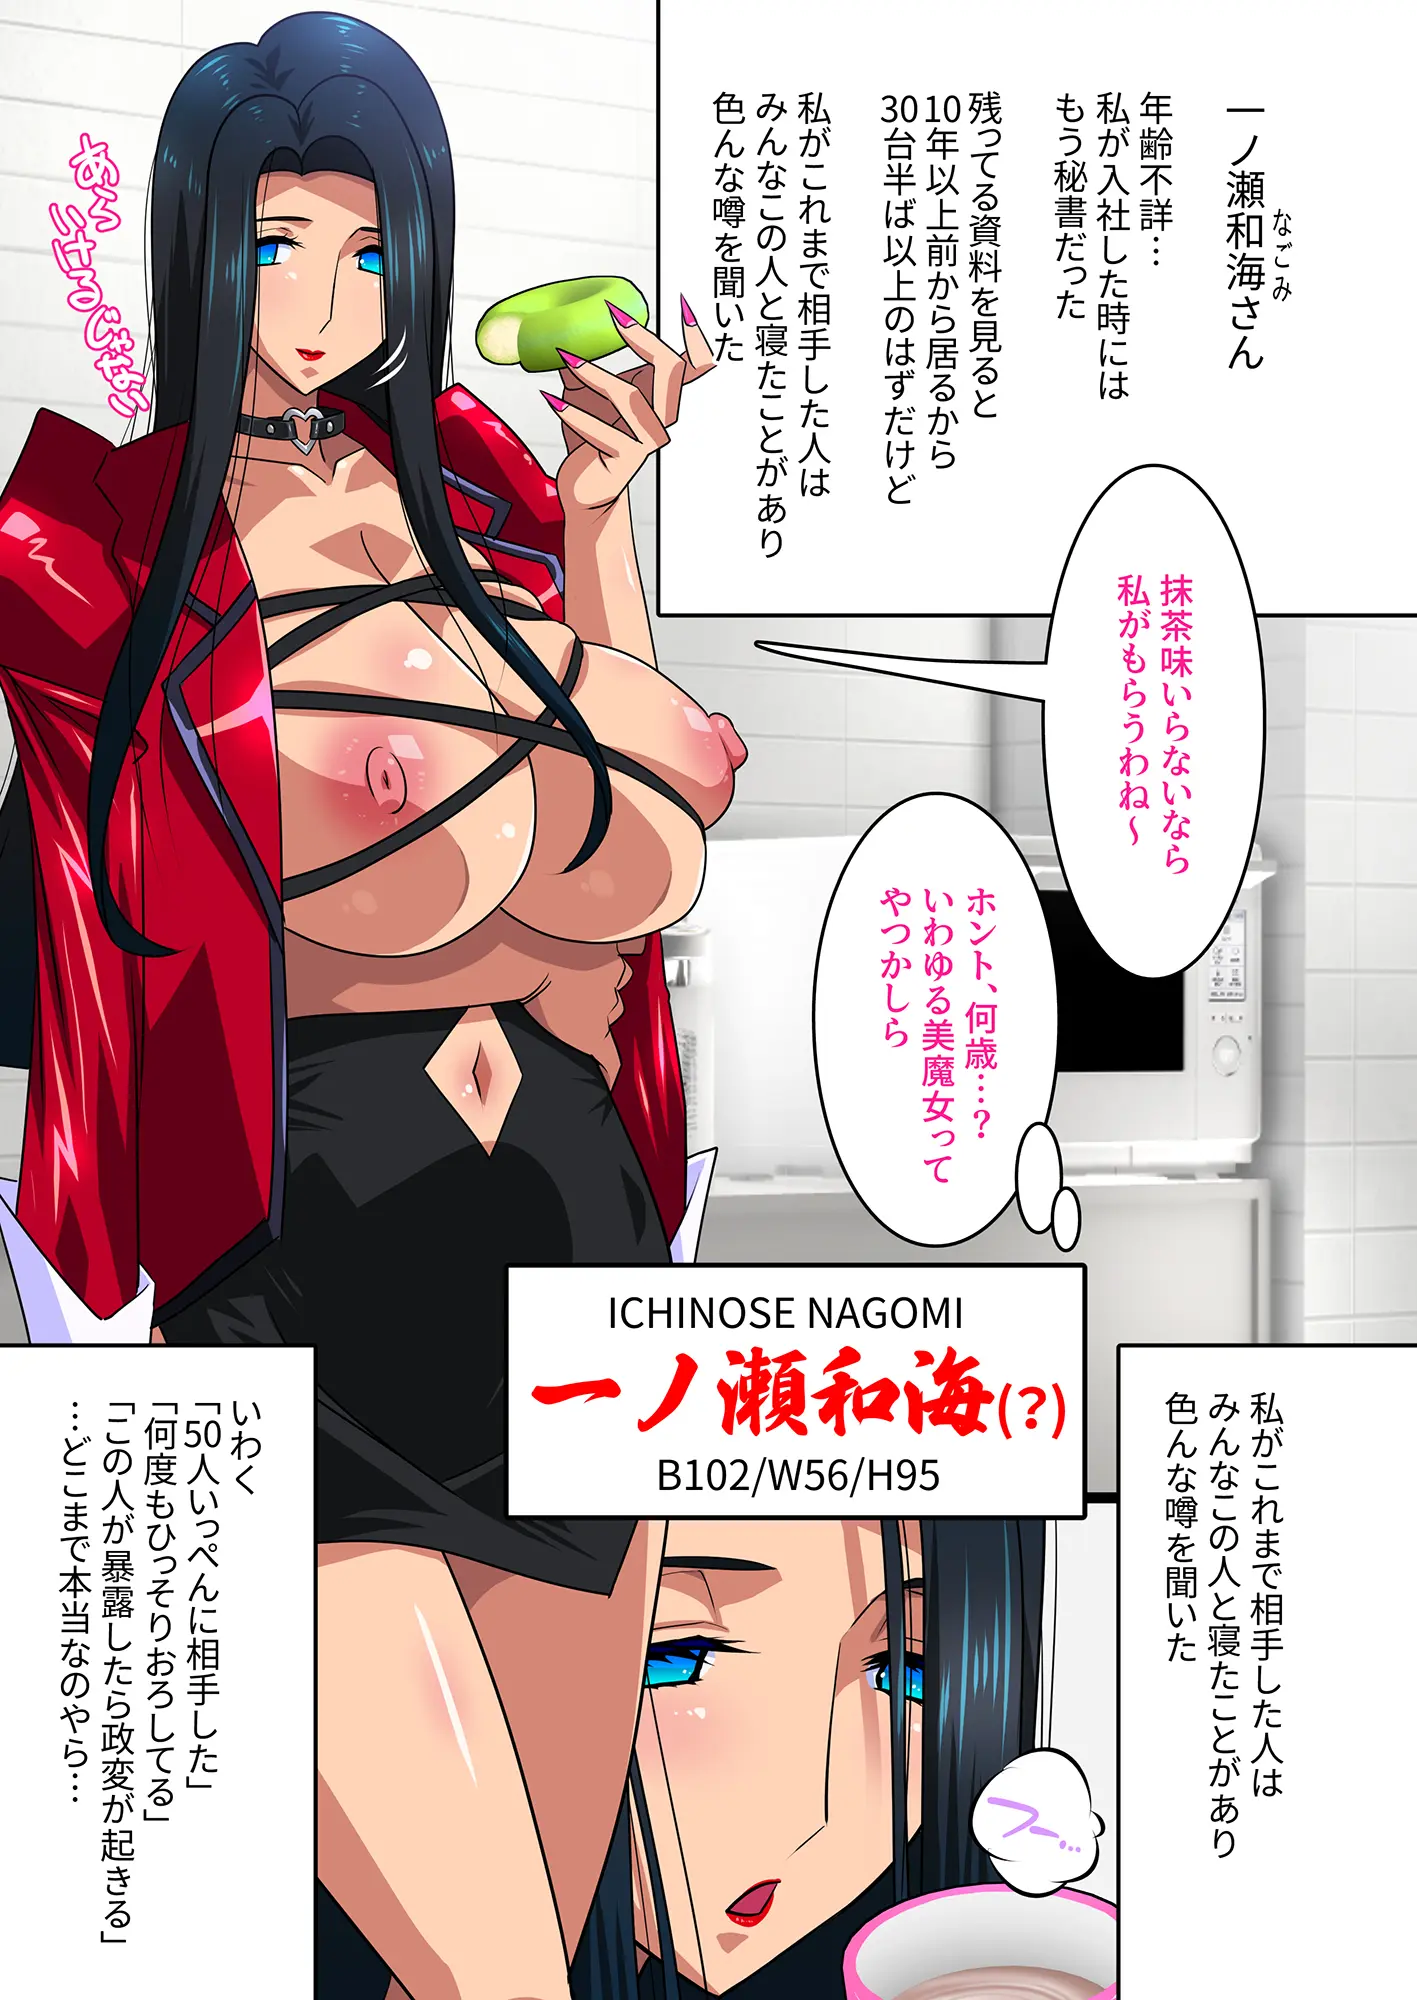 一ノ瀬和海さん
なごみ
年齢不詳…
私が入社した時には
もう秘書だった
残ってる資料を見ると
10年以上前から居るから
30台半ば以上のはずだけど
私がこれまで相手した人は
みんなこの人と寝たことがあり
色んな噂を聞いた
あら
いけるじゃない
抹茶味いらないなら
私がもらうわね～
ホント、何歳…?
いわゆる美魔女って
やつかしら
ICHINOSE NAGOMI
一ノ瀬和海(?)
B102/W56/H95
私がこれまで相手した人は
みんなこの人と寝たことがあり
色んな噂を聞いた
フー…
いわく
「50人いっぺんに相手した」
「何度もひっそりおろしてる」
「この人が暴露したら政変が起きる」
…どこまで本当なのやら…